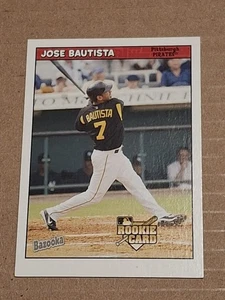 JOSE BAUTISTA
Pittsburgh
PIRATES
BAUTISTA
7
ROOKIE
CARD
Bazooka